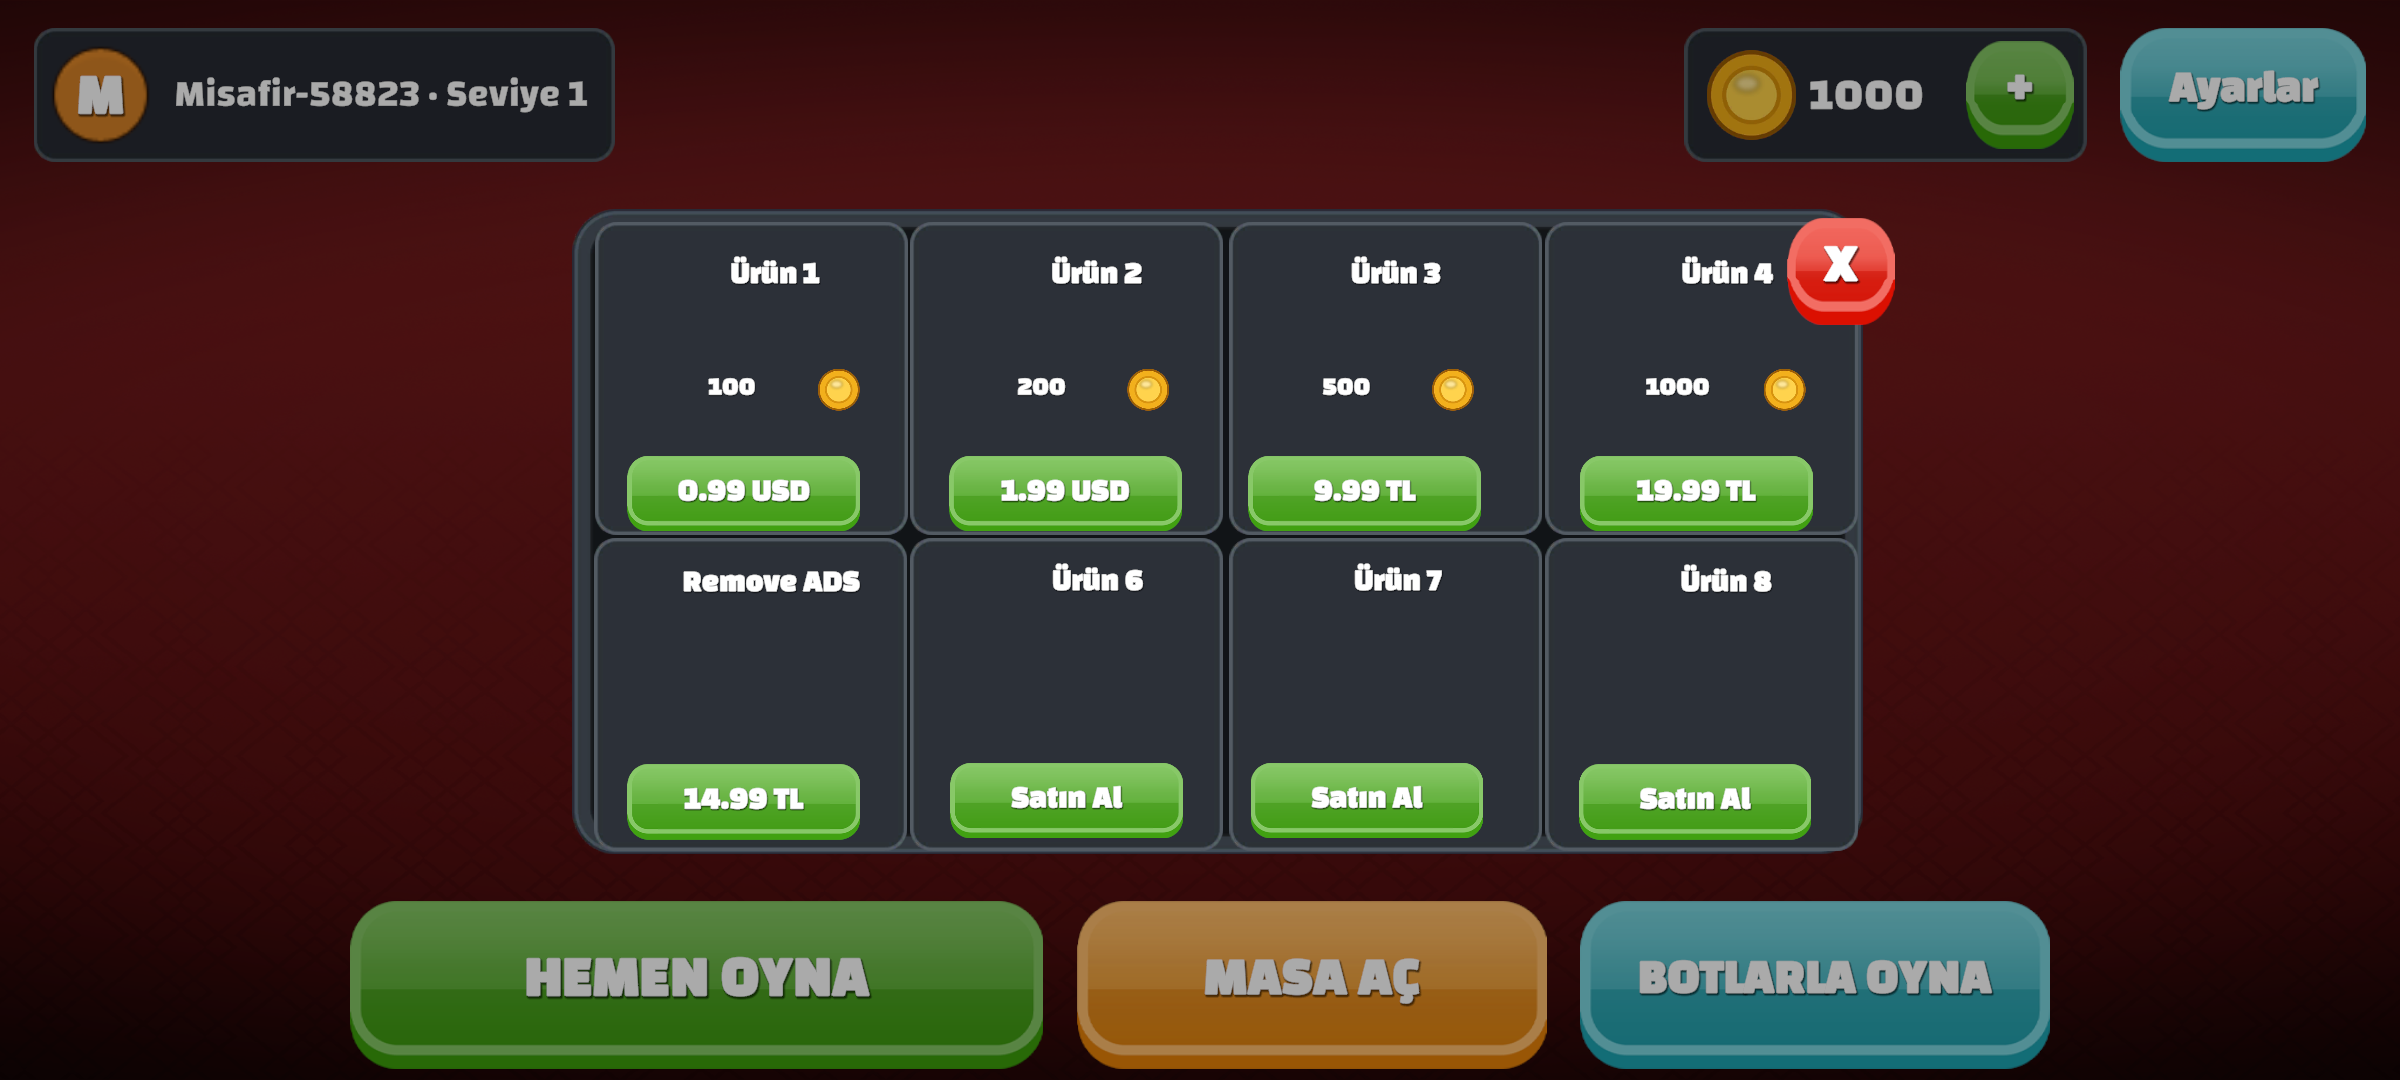 M
Misafir-58823 · Seviye 1
1000
+
Ayarlar
X
Ürün 1
Ürün 2
Ürün 3
Ürün 4
100
200
500
1000
0.99 USD
1.99 USD
9.99 TL
19.99 TL
Remove ADS
Ürün 6
Ürün 7
Ürün 8
14.99 TL
Satın Al
Satın Al
Satın Al
HEMEN OYNA
MASA AÇ
BOTLARLA OYNA